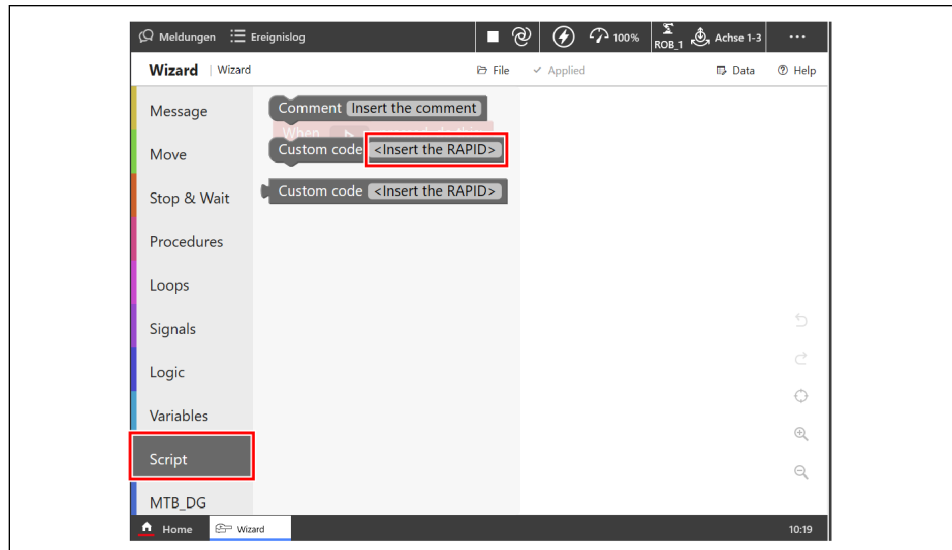 Meldungen Ereignislog 100% ROB_1 Achse 1-3 ...
Wizard | Wizard File Applied Data Help
Message
Move
Stop & Wait
Procedures
Loops
Signals
Logic
Variables
Script
MTB_DG
Comment Insert the comment
When
Custom code <Insert the RAPID>
Custom code <Insert the RAPID>
Home Wizard 10:19